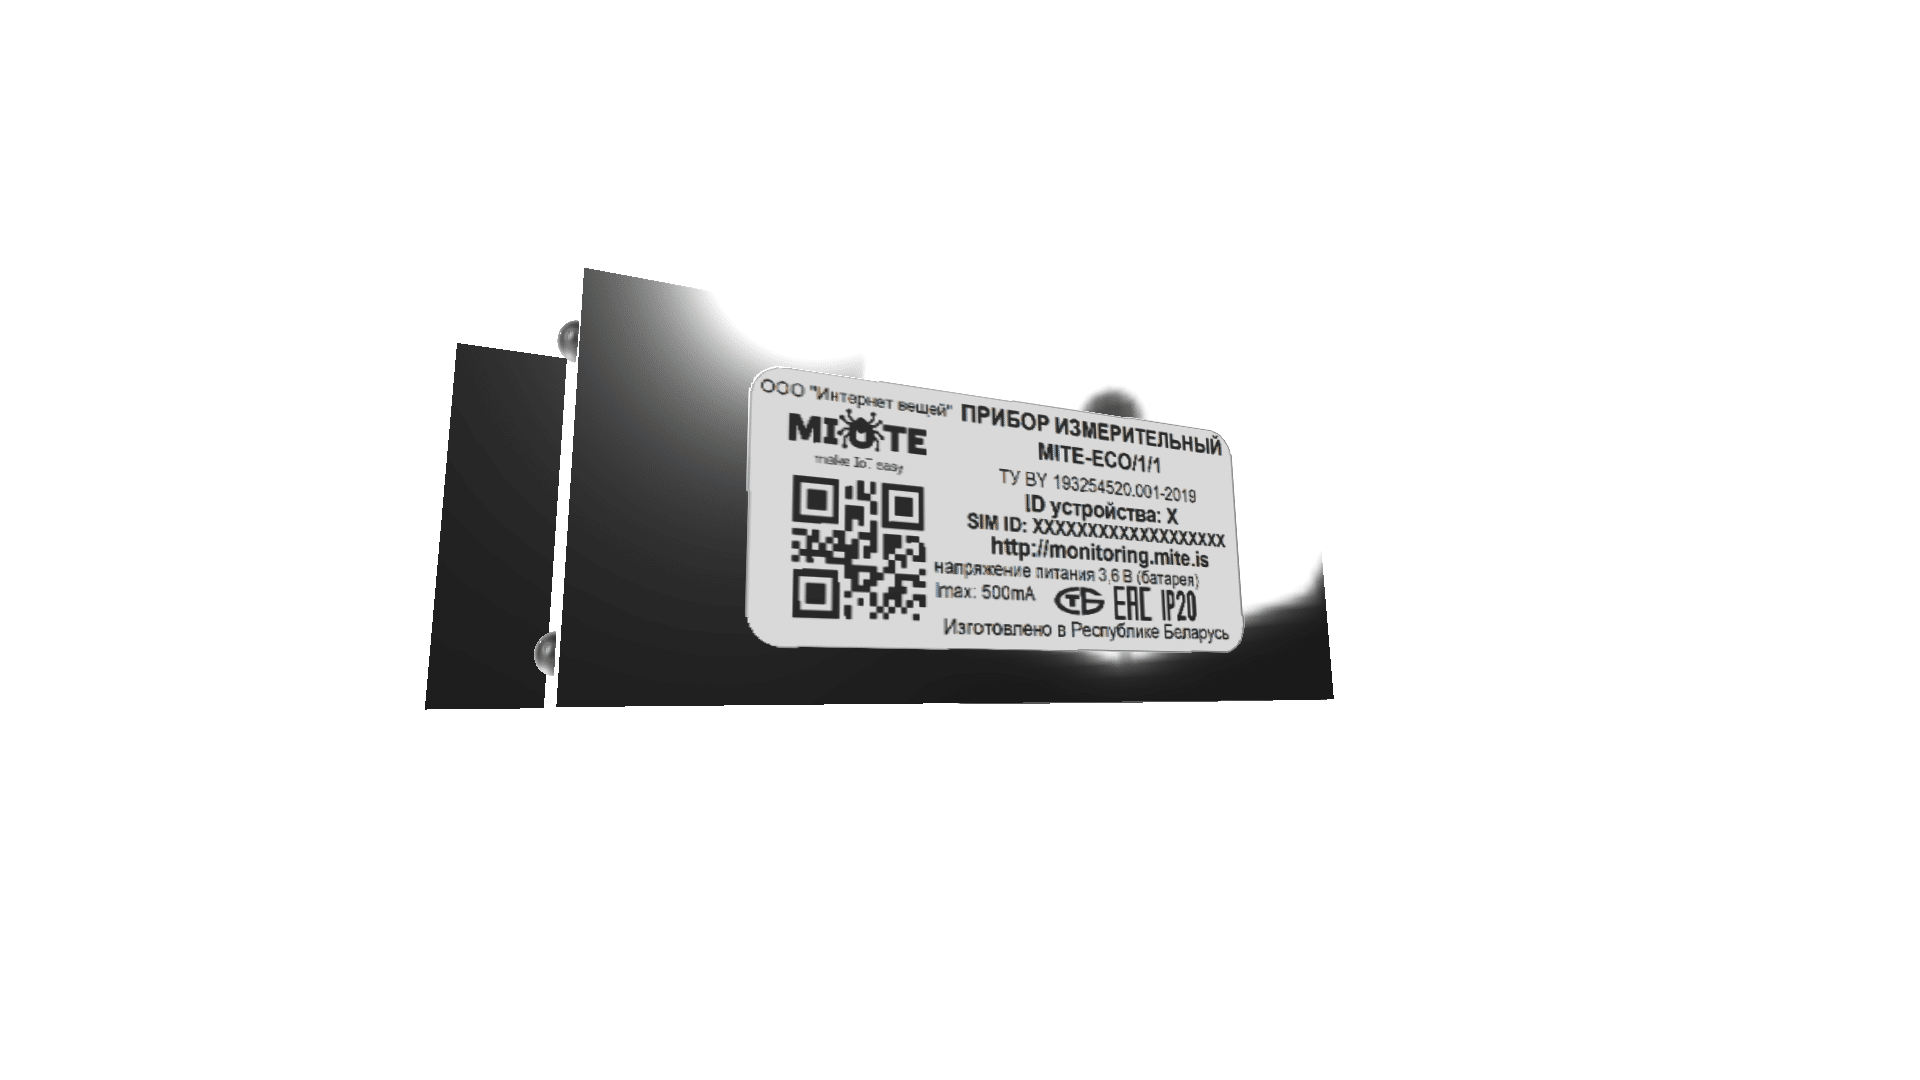 ООО "Интернет вещей"
MIOTE
make IoT easy
ПРИБОР ИЗМЕРИТЕЛЬНЫЙ
MITE-ECO/1/1
ТУ BY 193254520.001-2019
ID устройства: X
SIM ID: XXXXXXXXXXXXXXXXXXX
http://monitoring.mite.is
напряжение питания 3,6 В (батарея)
Imax: 500mA
СТБ EAC IP20
Изготовлено в Республике Беларусь